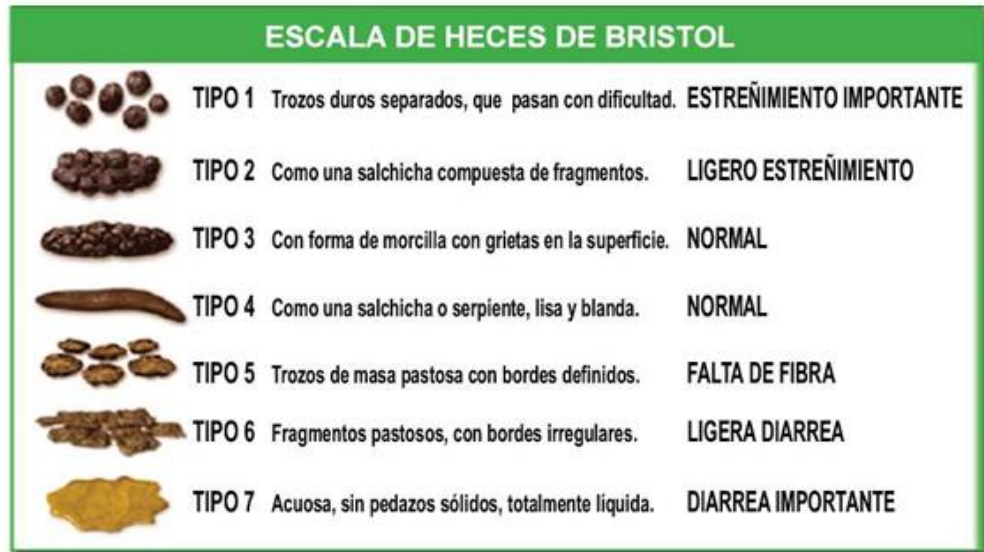 ESCALA DE HECES DE BRISTOL
TIPO 1 Trozos duros separados, que pasan con dificultad. ESTREÑIMIENTO IMPORTANTE
TIPO 2 Como una salchicha compuesta de fragmentos. LIGERO ESTREÑIMIENTO
TIPO 3 Con forma de morcilla con grietas en la superficie. NORMAL
TIPO 4 Como una salchicha o serpiente, lisa y blanda. NORMAL
TIPO 5 Trozos de masa pastosa con bordes definidos. FALTA DE FIBRA
TIPO 6 Fragmentos pastosos, con bordes irregulares. LIGERA DIARREA
TIPO 7 Acuosa, sin pedazos sólidos, totalmente líquida. DIARREA IMPORTANTE